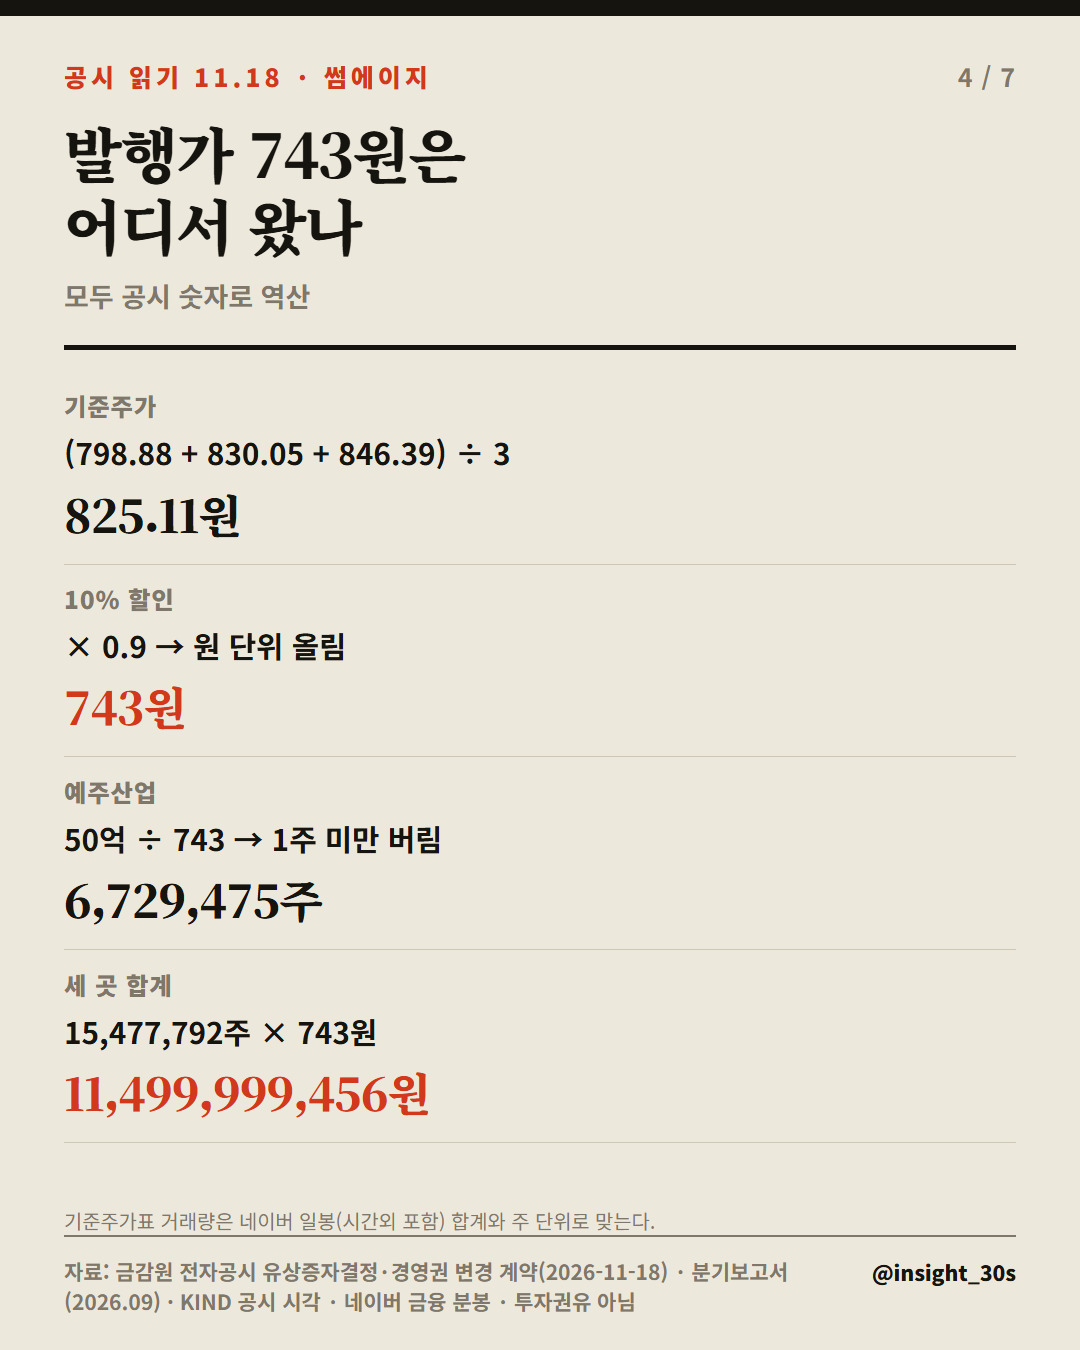 공시 읽기 11.18 · 썸에이지
4 / 7
발행가 743원은
어디서 왔나
모두 공시 숫자로 역산
기준주가
(798.88 + 830.05 + 846.39) ÷ 3
825.11원
10% 할인
× 0.9 → 원 단위 올림
743원
예주산업
50억 ÷ 743 → 1주 미만 버림
6,729,475주
세 곳 합계
15,477,792주 × 743원
11,499,999,456원
기준주가표 거래량은 네이버 일봉(시간외 포함) 합계와 주 단위로 맞는다.
자료: 금감원 전자공시 유상증자결정·경영권 변경 계약(2026-11-18) · 분기보고서
(2026.09) · KIND 공시 시각 · 네이버 금융 분봉 · 투자권유 아님
@insight_30s